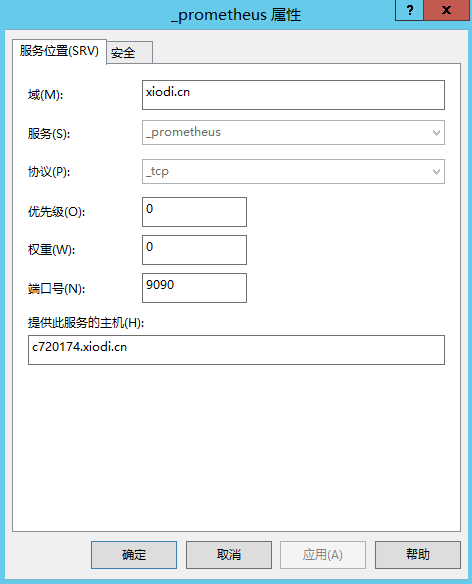 _prometheus 属性
?
x
服务位置(SRV) 安全
域(M): xiodi.cn
服务(S): _prometheus
协议(P): _tcp
优先级(O): 0
权重(W): 0
端口号(N): 9090
提供此服务的主机(H):
c720174.xiodi.cn
确定 取消 应用(A) 帮助